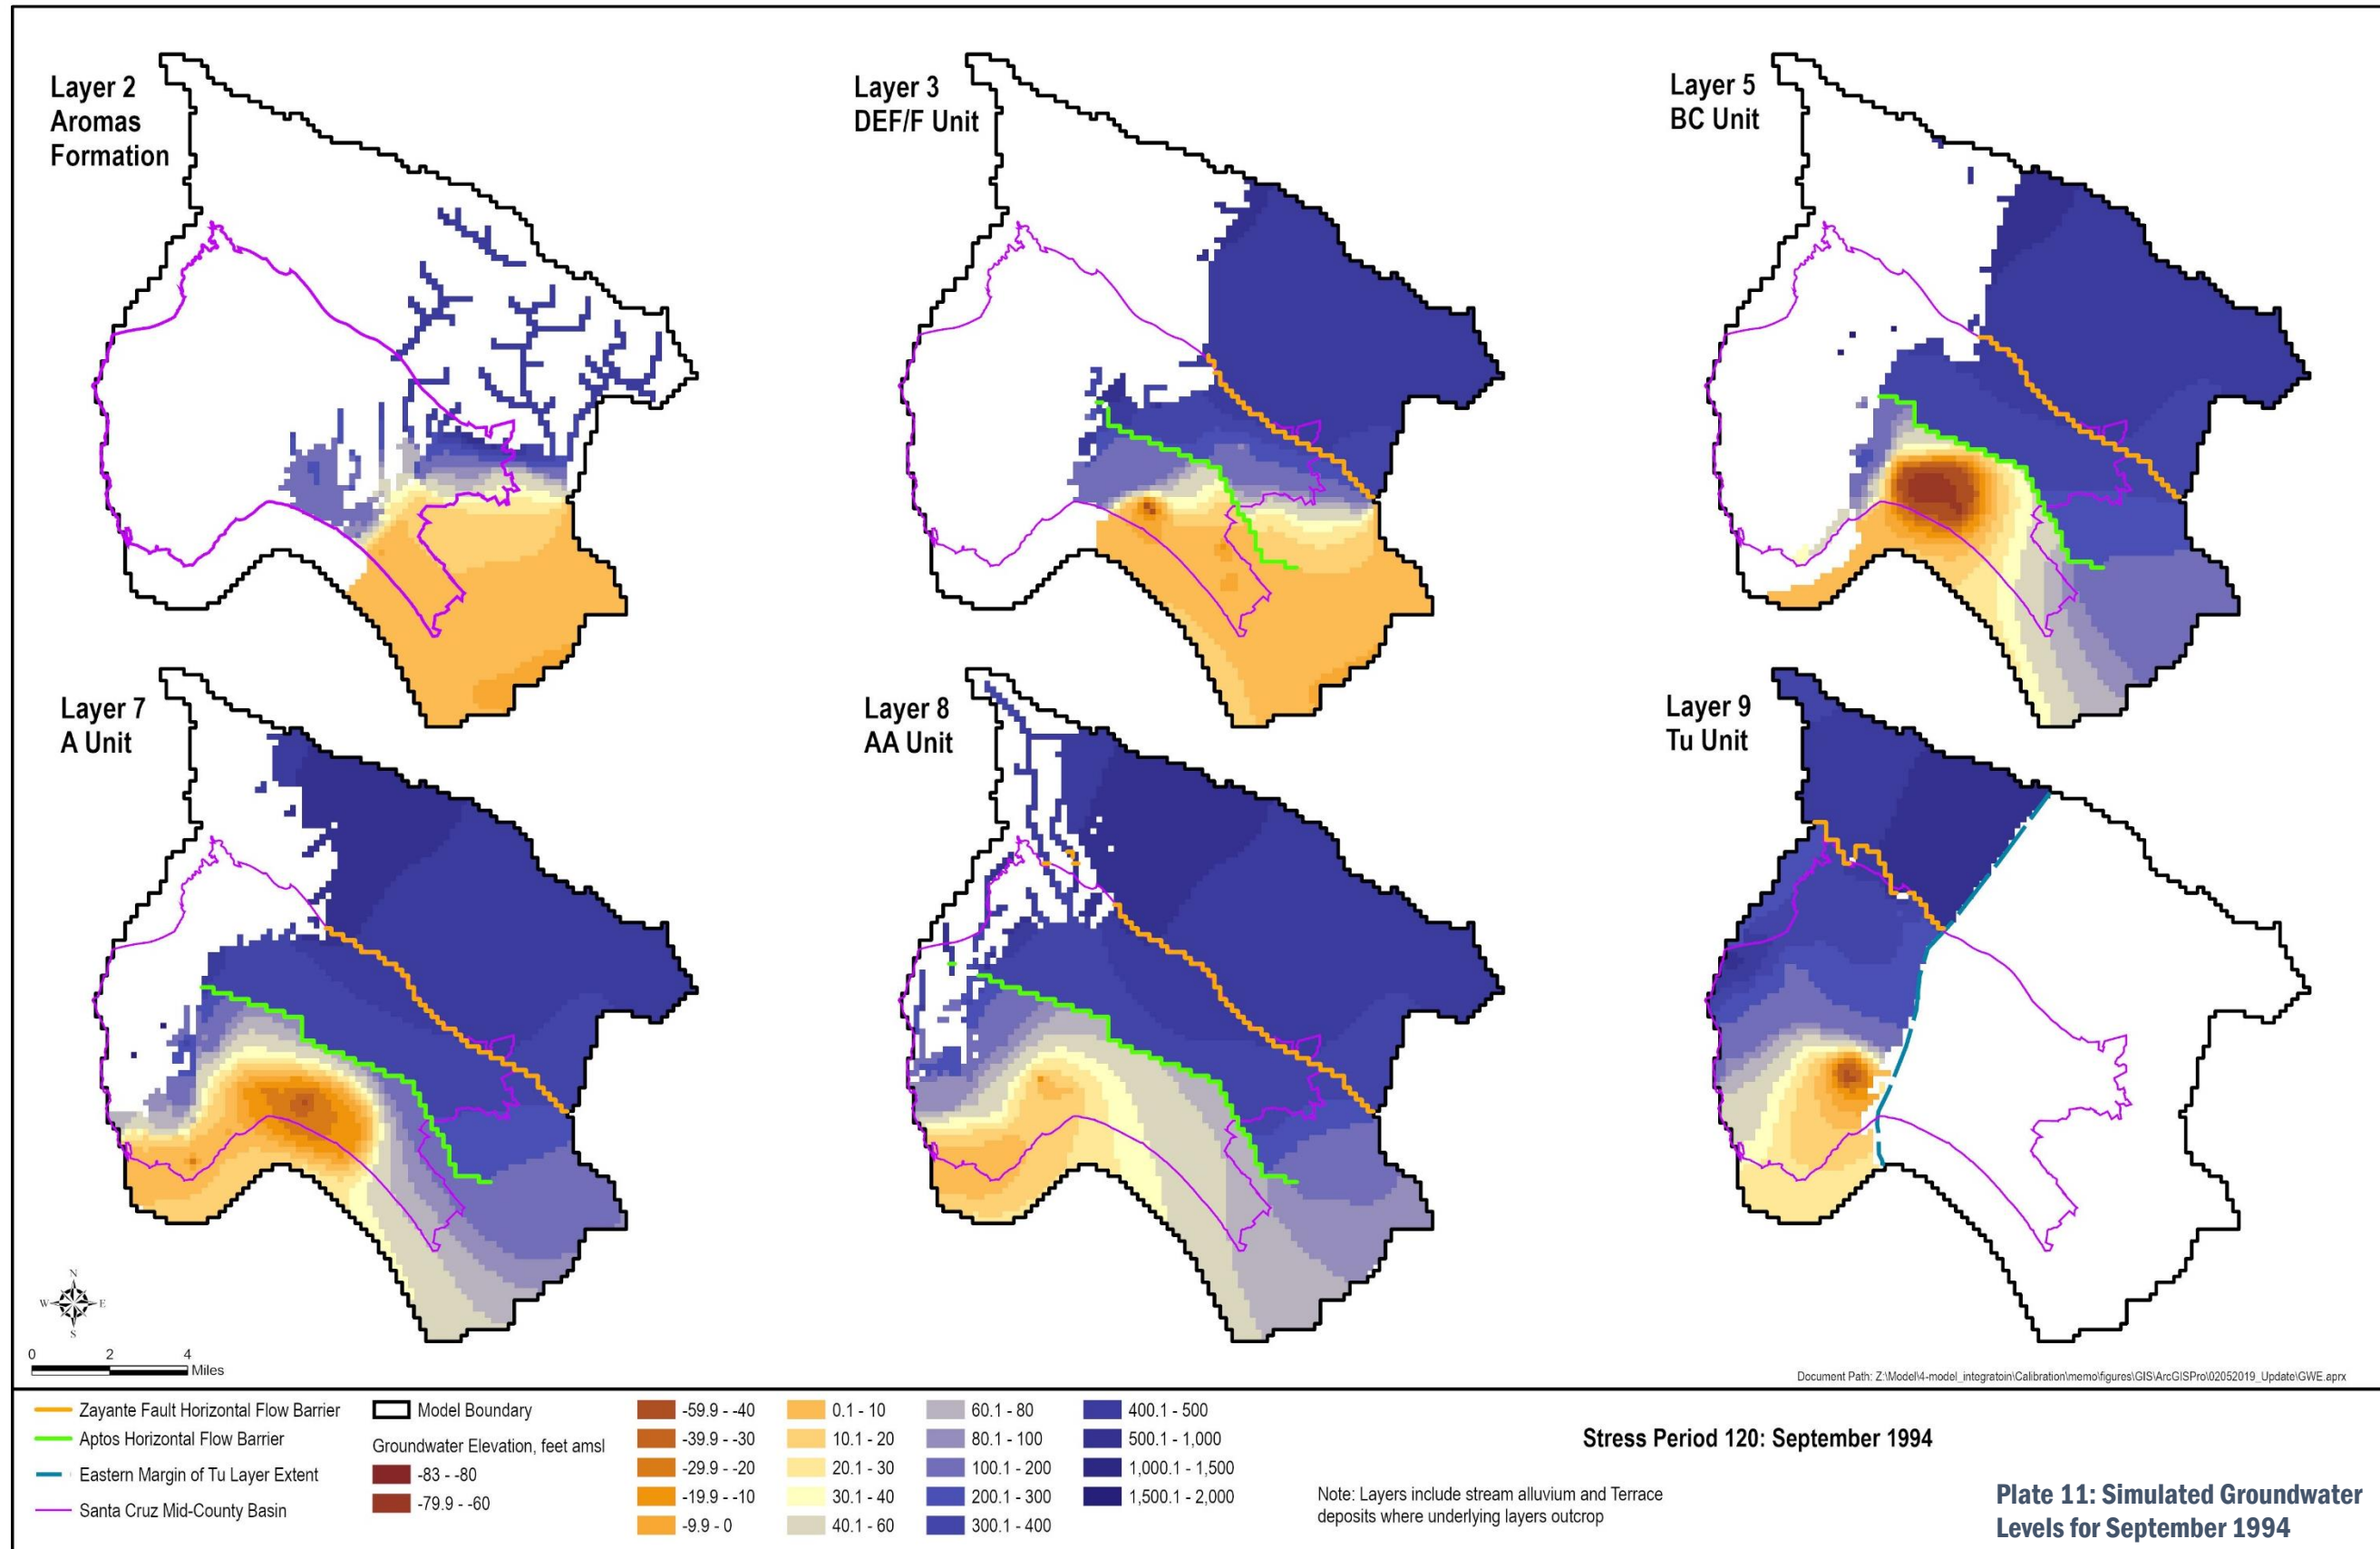 Layer 2
Aromas
Formation
Layer 3
DEF/F Unit
Layer 5
BC Unit
Layer 7
A Unit
Layer 8
AA Unit
Layer 9
Tu Unit
N
W E
S
0 2 4
Miles
Document Path: Z:\Model\4-model_integratoin\Calibration\memo\figures\GIS\ArcGISPro\02052019_Update\GWE.aprx
Zayante Fault Horizontal Flow Barrier
Aptos Horizontal Flow Barrier
Eastern Margin of Tu Layer Extent
Santa Cruz Mid-County Basin
Model Boundary
Groundwater Elevation, feet amsl
-83 - -80
-79.9 - -60
-59.9 - -40
-39.9 - -30
-29.9 - -20
-19.9 - -10
-9.9 - 0
0.1 - 10
10.1 - 20
20.1 - 30
30.1 - 40
40.1 - 60
60.1 - 80
80.1 - 100
100.1 - 200
200.1 - 300
300.1 - 400
400.1 - 500
500.1 - 1,000
1,000.1 - 1,500
1,500.1 - 2,000
Stress Period 120: September 1994
Note: Layers include stream alluvium and Terrace
deposits where underlying layers outcrop
Plate 11: Simulated Groundwater
Levels for September 1994